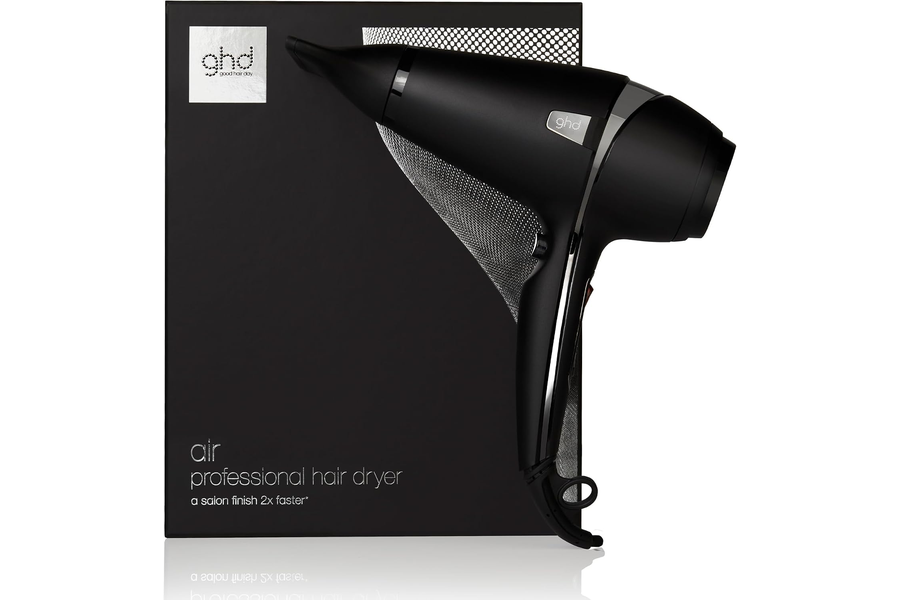 ghd
good hair day
ghd
air
professional hair dryer
a salon finish 2x faster*